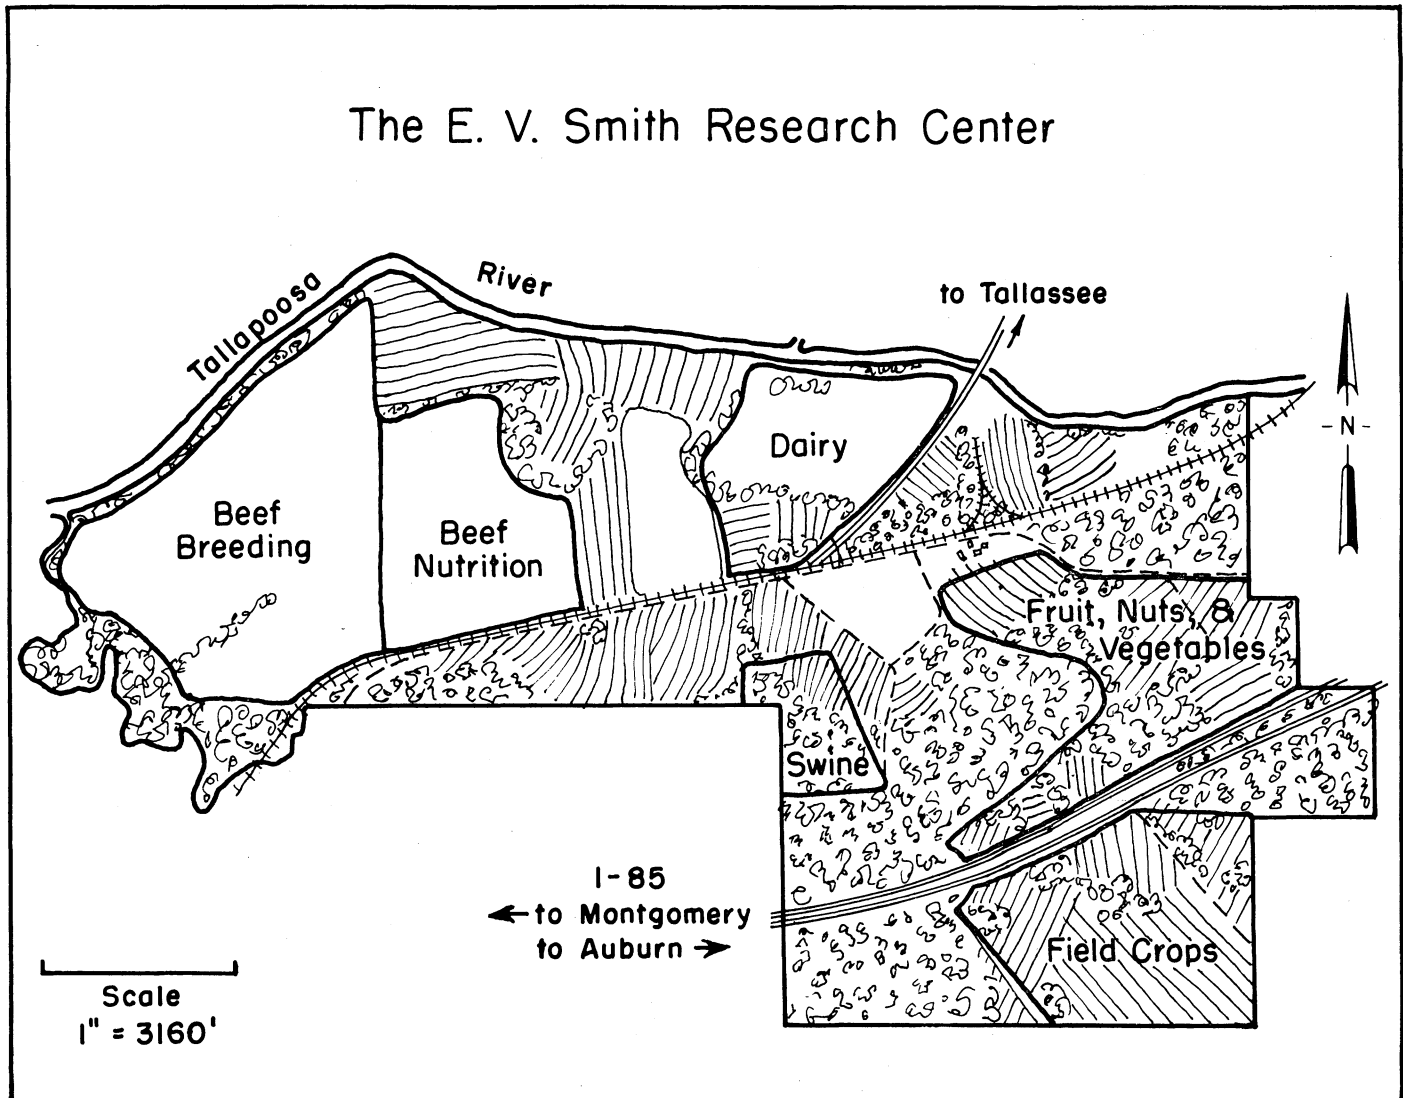 The E. V. Smith Research Center
Tallapoosa
River
to Tallassee
N
Dairy
Beef
Breeding
Beef
Nutrition
Fruit, Nuts, &
Vegetables
Swine
I-85
to Montgomery
to Auburn
Field Crops
Scale
1" = 3160'